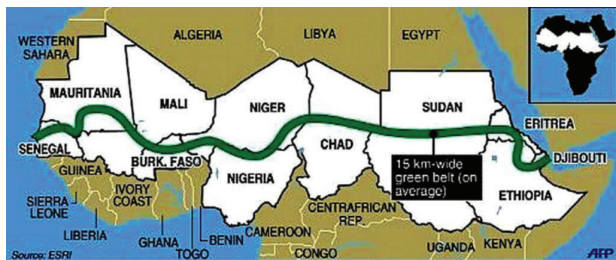 WESTERN
SAHARA
ALGERIA
LIBYA
EGYPT
MAURITANIA
MALI
NIGER
SUDAN
ERITREA
SENEGAL
BURK. FASO
CHAD
DJIBOUTI
15 km-wide
green belt (on
average)
GUINEA
NIGERIA
ETHIOPIA
SIERRA
LEONE
IVORY
COAST
CENTRAFRICAN
REP.
LIBERIA
GHANA
BENIN
CAMEROON
UGANDA
KENYA
TOGO
CONGO
Source: ESRI
AFP